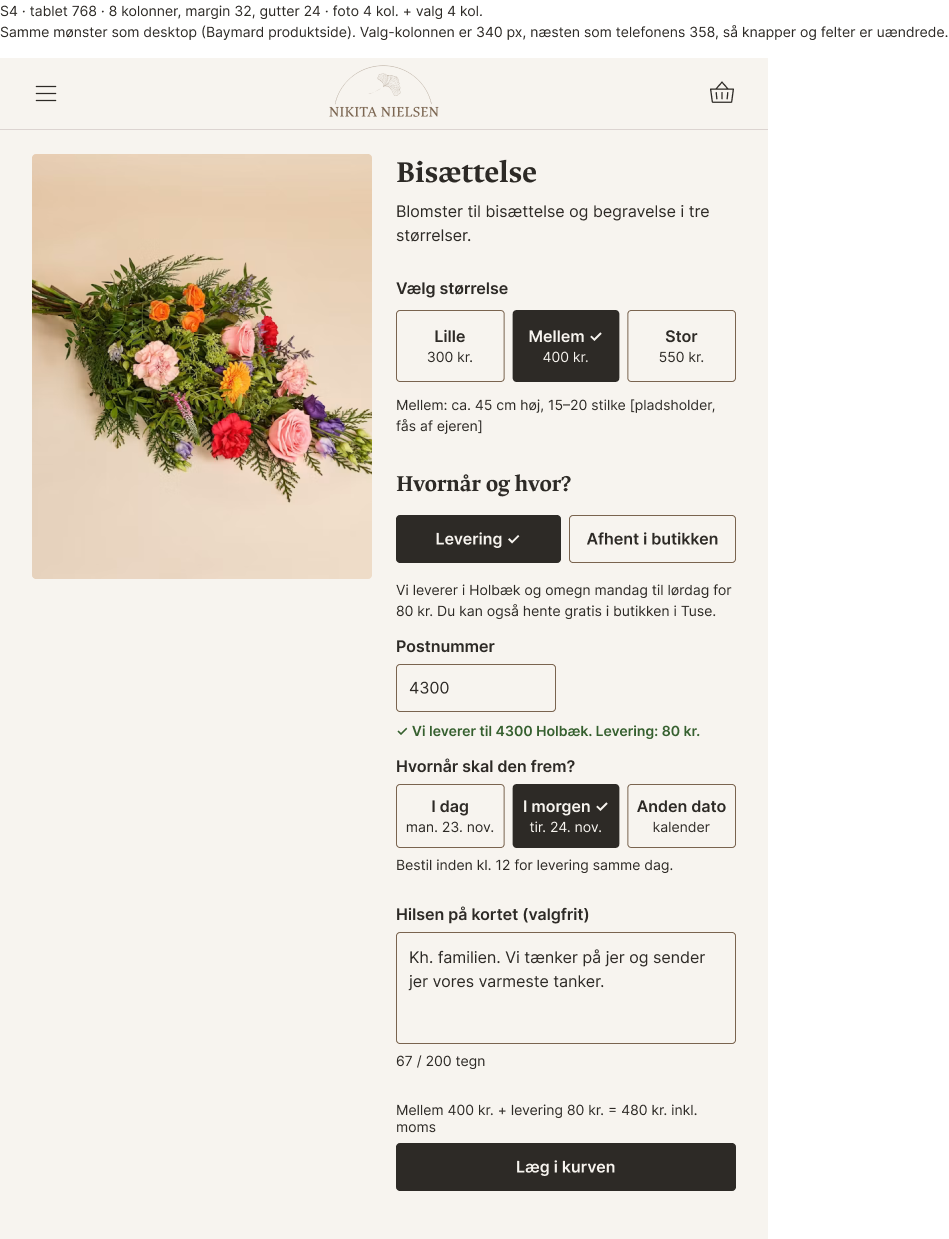 S4 · tablet 768 · 8 kolonner, margin 32, gutter 24 · foto 4 kol. + valg 4 kol.
Samme mønster som desktop (Baymard produktside). Valg-kolonnen er 340 px, næsten som telefonens 358, så knapper og felter er uændrede.
NIKITA NIELSEN
Bisættelse
Blomster til bisættelse og begravelse i tre
størrelser.
Vælg størrelse
Lille
300 kr.
Mellem ✓
400 kr.
Stor
550 kr.
Mellem: ca. 45 cm høj, 15–20 stilke [pladsholder,
fås af ejeren]
Hvornår og hvor?
Levering ✓
Afhent i butikken
Vi leverer i Holbæk og omegn mandag til lørdag for
80 kr. Du kan også hente gratis i butikken i Tuse.
Postnummer
4300
✓ Vi leverer til 4300 Holbæk. Levering: 80 kr.
Hvornår skal den frem?
I dag
man. 23. nov.
I morgen ✓
tir. 24. nov.
Anden dato
kalender
Bestil inden kl. 12 for levering samme dag.
Hilsen på kortet (valgfrit)
Kh. familien. Vi tænker på jer og sender
jer vores varmeste tanker.
67 / 200 tegn
Mellem 400 kr. + levering 80 kr. = 480 kr. inkl.
moms
Læg i kurven